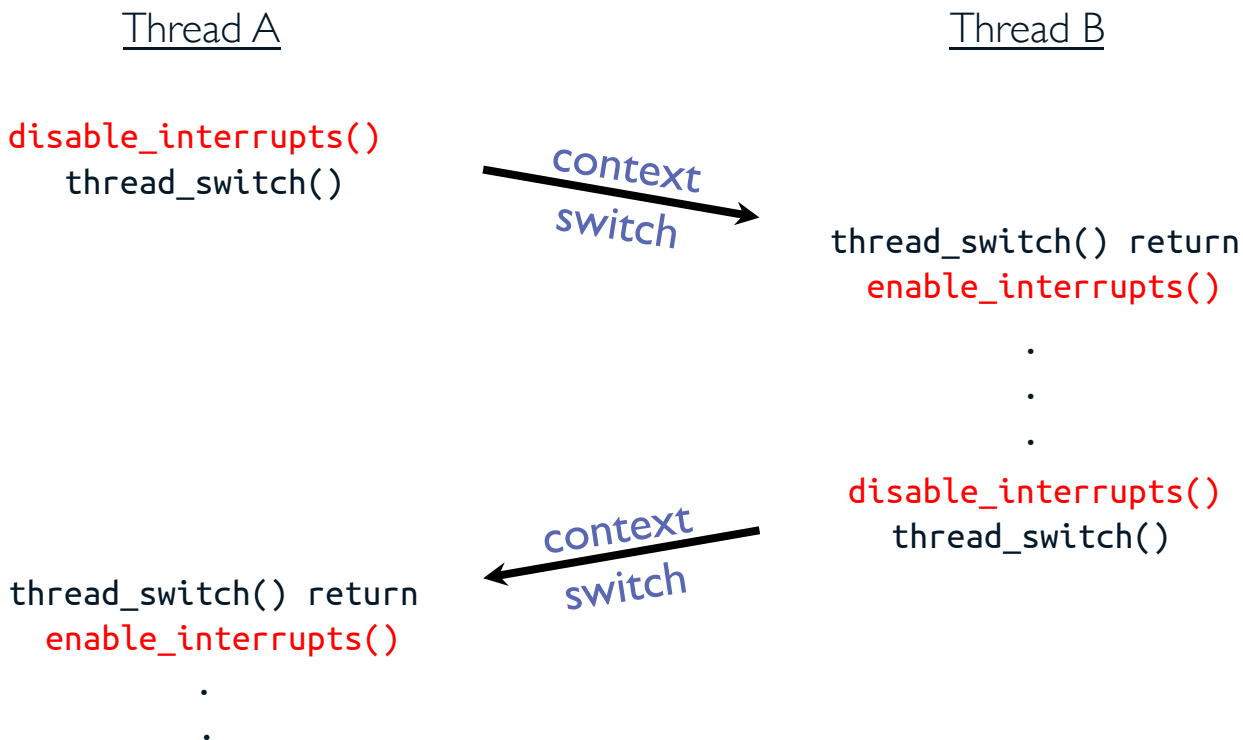 Thread A
Thread B
disable_interrupts()
thread_switch()
context
switch
thread_switch() return
enable_interrupts()
.
.
.
disable_interrupts()
thread_switch()
context
switch
thread_switch() return
enable_interrupts()
.
.